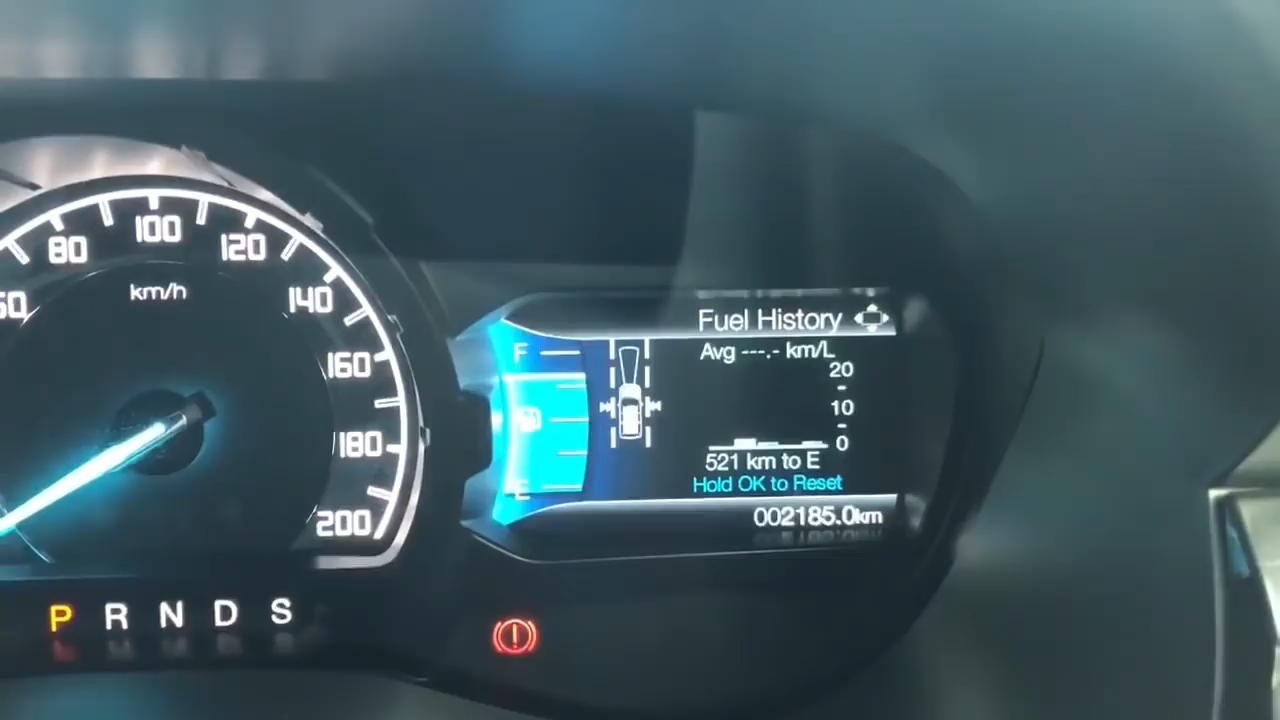 60
80
100
120
140
160
180
200
km/h
P R N D S
Fuel History
Avg ---.- km/L
20
10
0
F
E
521 km to E
Hold OK to Reset
002185.0km